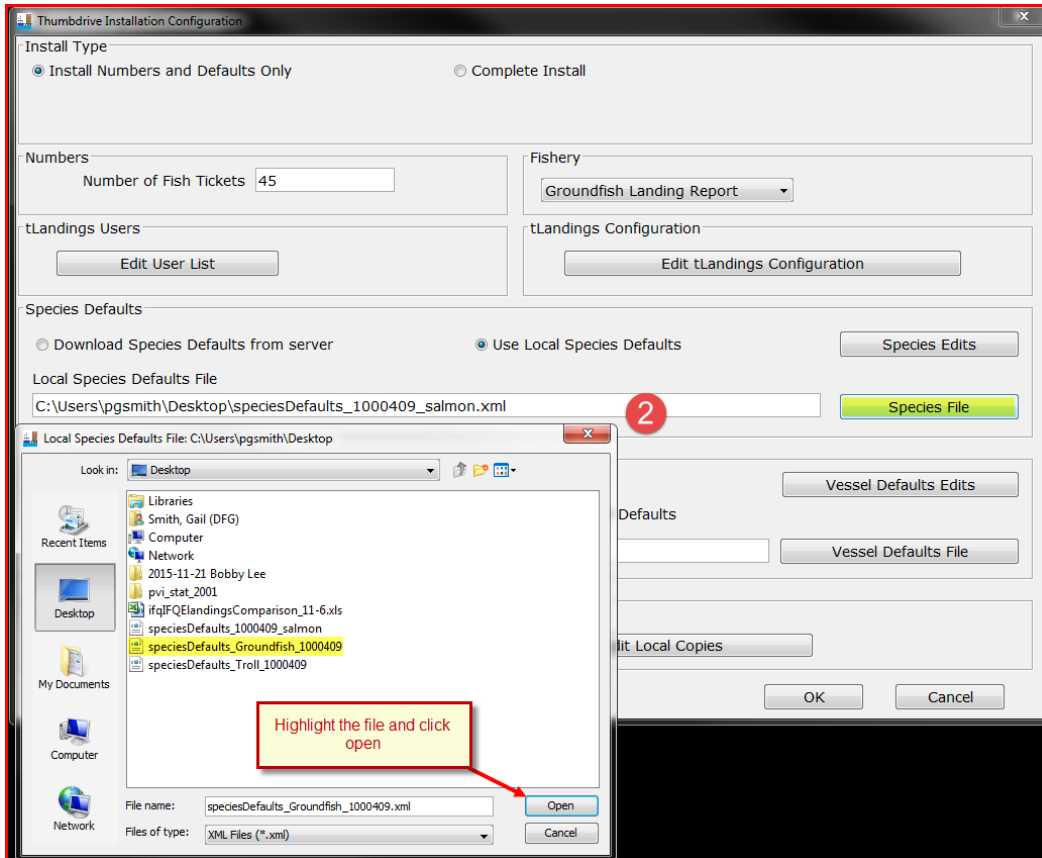 Thumbdrive Installation Configuration
x
Install Type
Install Numbers and Defaults Only
Complete Install
Numbers
Number of Fish Tickets 45
Fishery
Groundfish Landing Report
tLandings Users
Edit User List
tLandings Configuration
Edit tLandings Configuration
Species Defaults
Download Species Defaults from server
Use Local Species Defaults
Species Edits
Local Species Defaults File
C:\Users\pgsmith\Desktop\speciesDefaults_1000409_salmon.xml
2
Species File
Vessel Defaults Edits
Defaults
Vessel Defaults File
dit Local Copies
OK
Cancel
Local Species Defaults File: C:\Users\pgsmith\Desktop
x
Look in: Desktop
Recent Items
Desktop
My Documents
Computer
Network
Libraries
Smith, Gail (DFG)
Computer
Network
2015-11-21 Bobby Lee
pvi_stat_2001
ifqIFQElandingsComparison_11-6.xls
speciesDefaults_1000409_salmon
speciesDefaults_Groundfish_1000409
speciesDefaults_Troll_1000409
Highlight the file and click
open
File name: speciesDefaults_Groundfish_1000409.xml
Open
Files of type: XML Files (*.xml)
Cancel